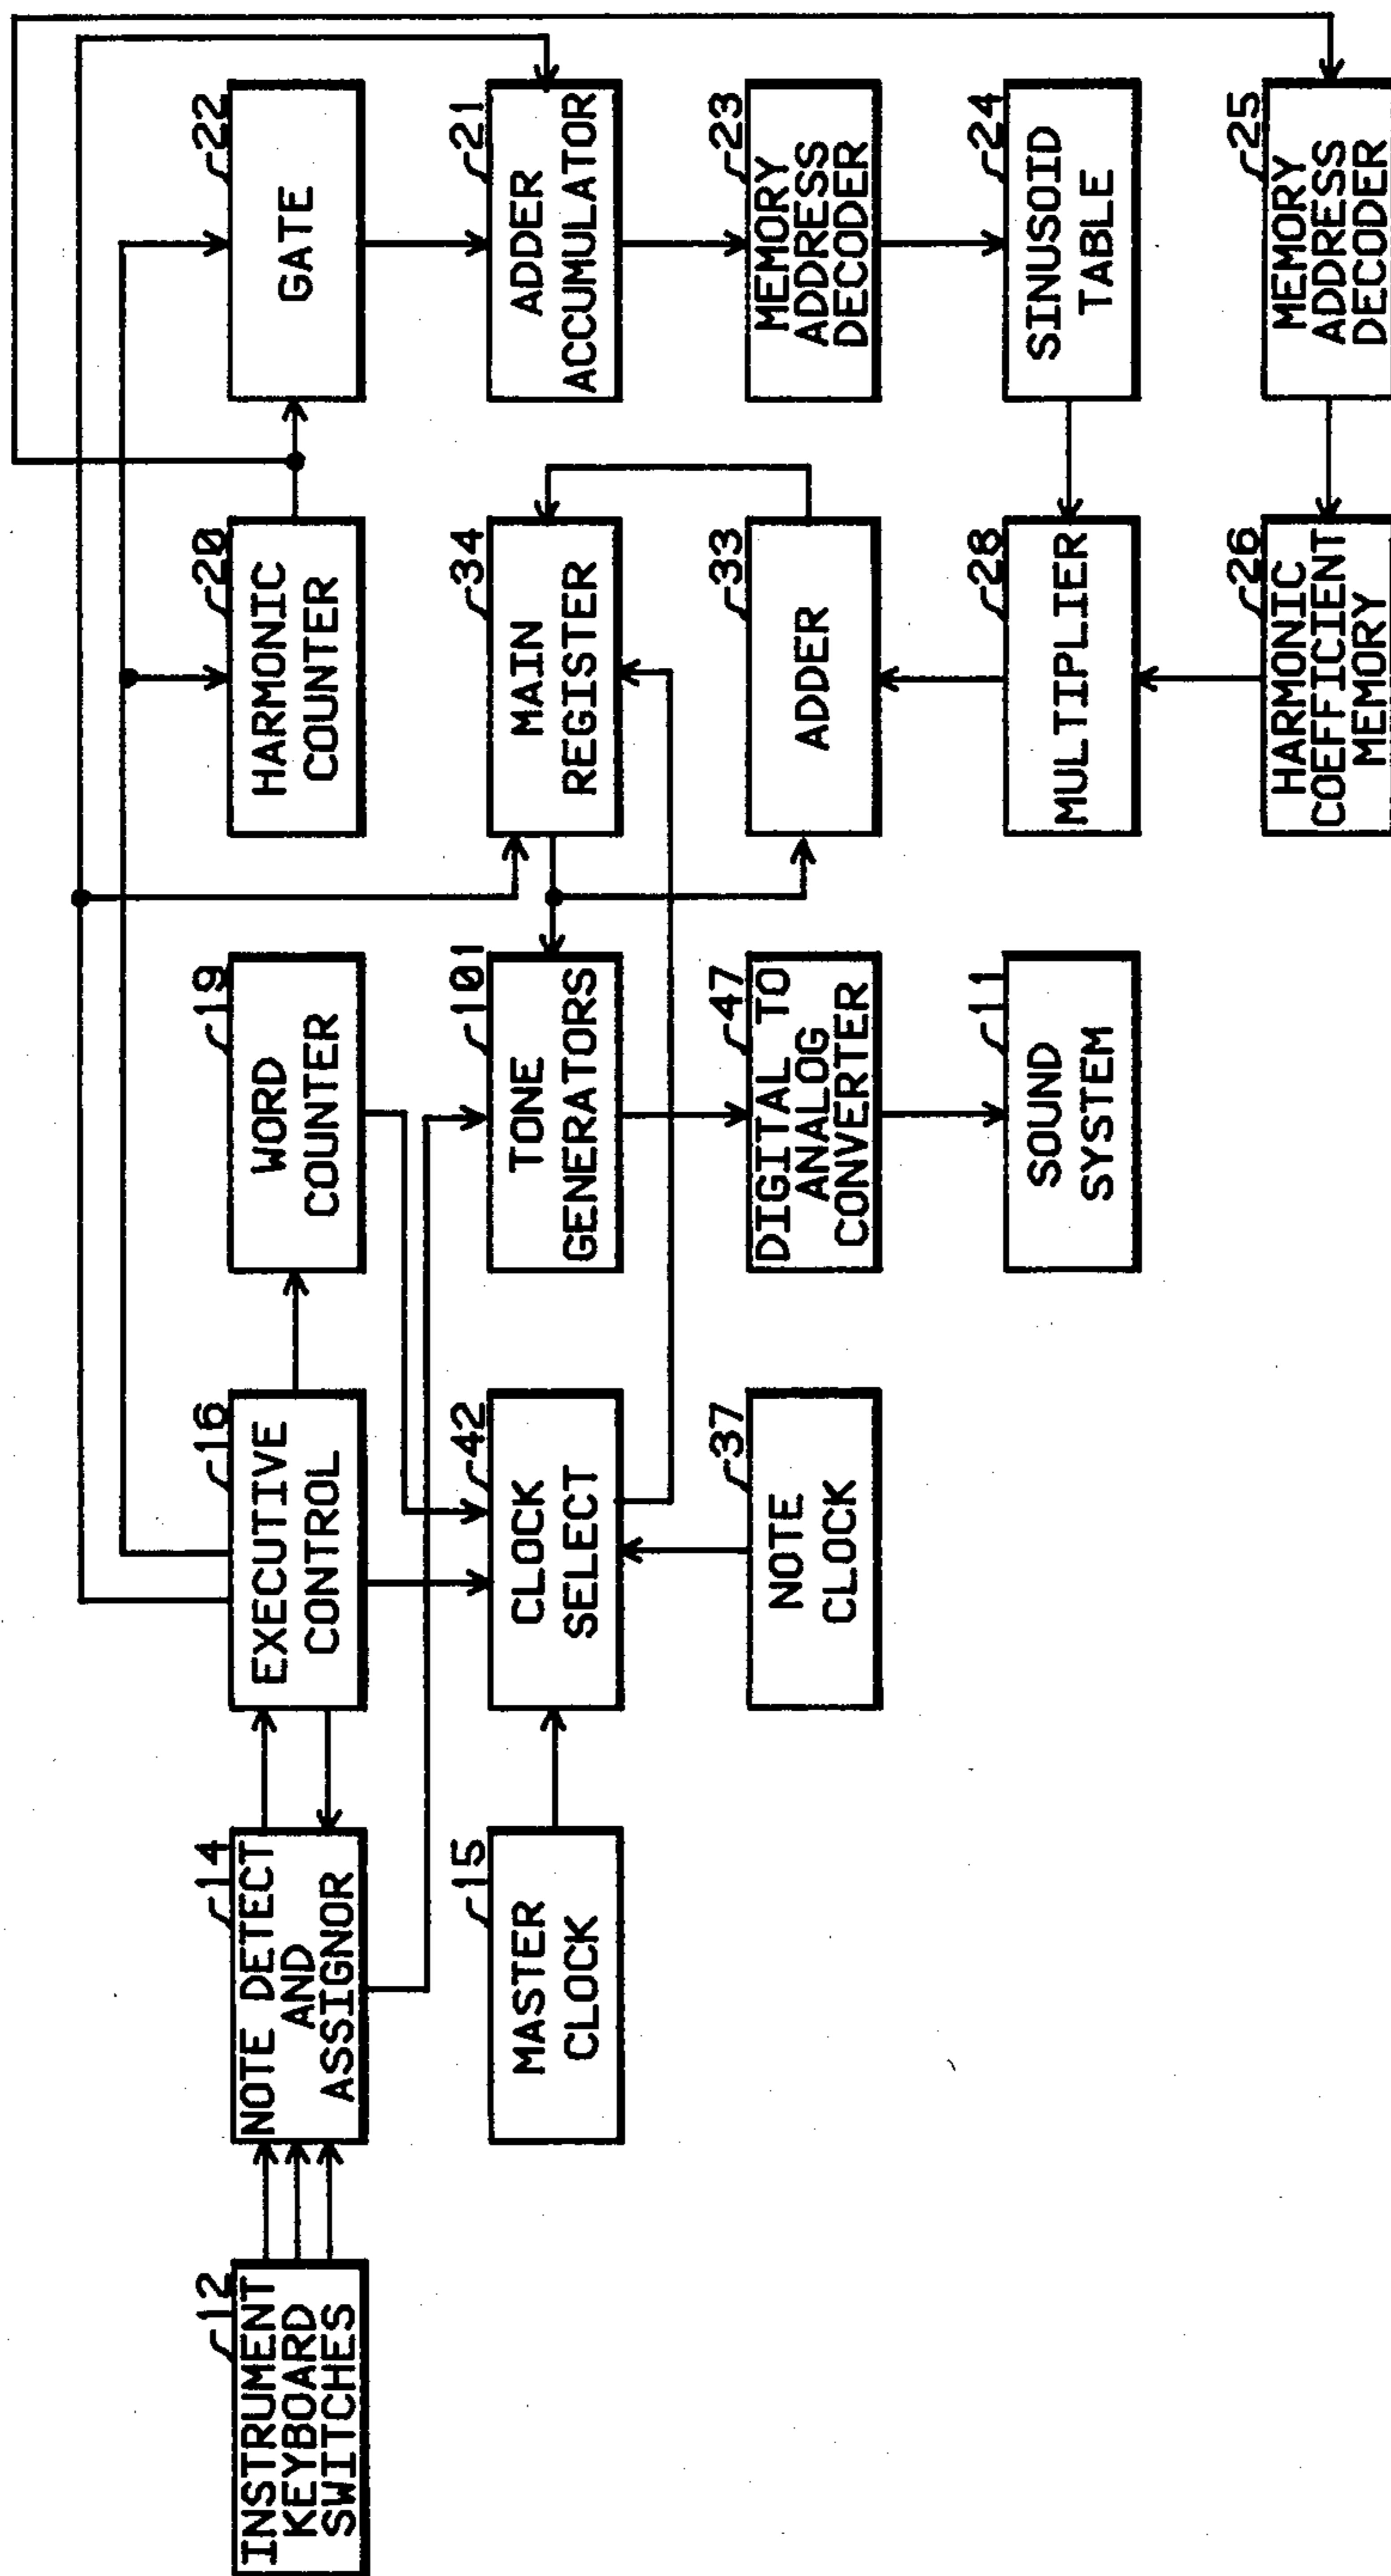 12
INSTRUMENT
KEYBOARD
SWITCHES
14
NOTE DETECT
AND
ASSIGNOR
16
EXECUTIVE
CONTROL
19
WORD
COUNTER
20
HARMONIC
COUNTER
22
GATE
15
MASTER
CLOCK
42
CLOCK
SELECT
101
TONE
GENERATORS
34
MAIN
REGISTER
21
ADDER
ACCUMULATOR
37
NOTE
CLOCK
47
DIGITAL TO
ANALOG
CONVERTER
33
ADDER
23
MEMORY
ADDRESS
DECODER
11
SOUND
SYSTEM
28
MULTIPLIER
24
SINUSOID
TABLE
26
HARMONIC
COEFFICIENT
MEMORY
25
MEMORY
ADDRESS
DECODER